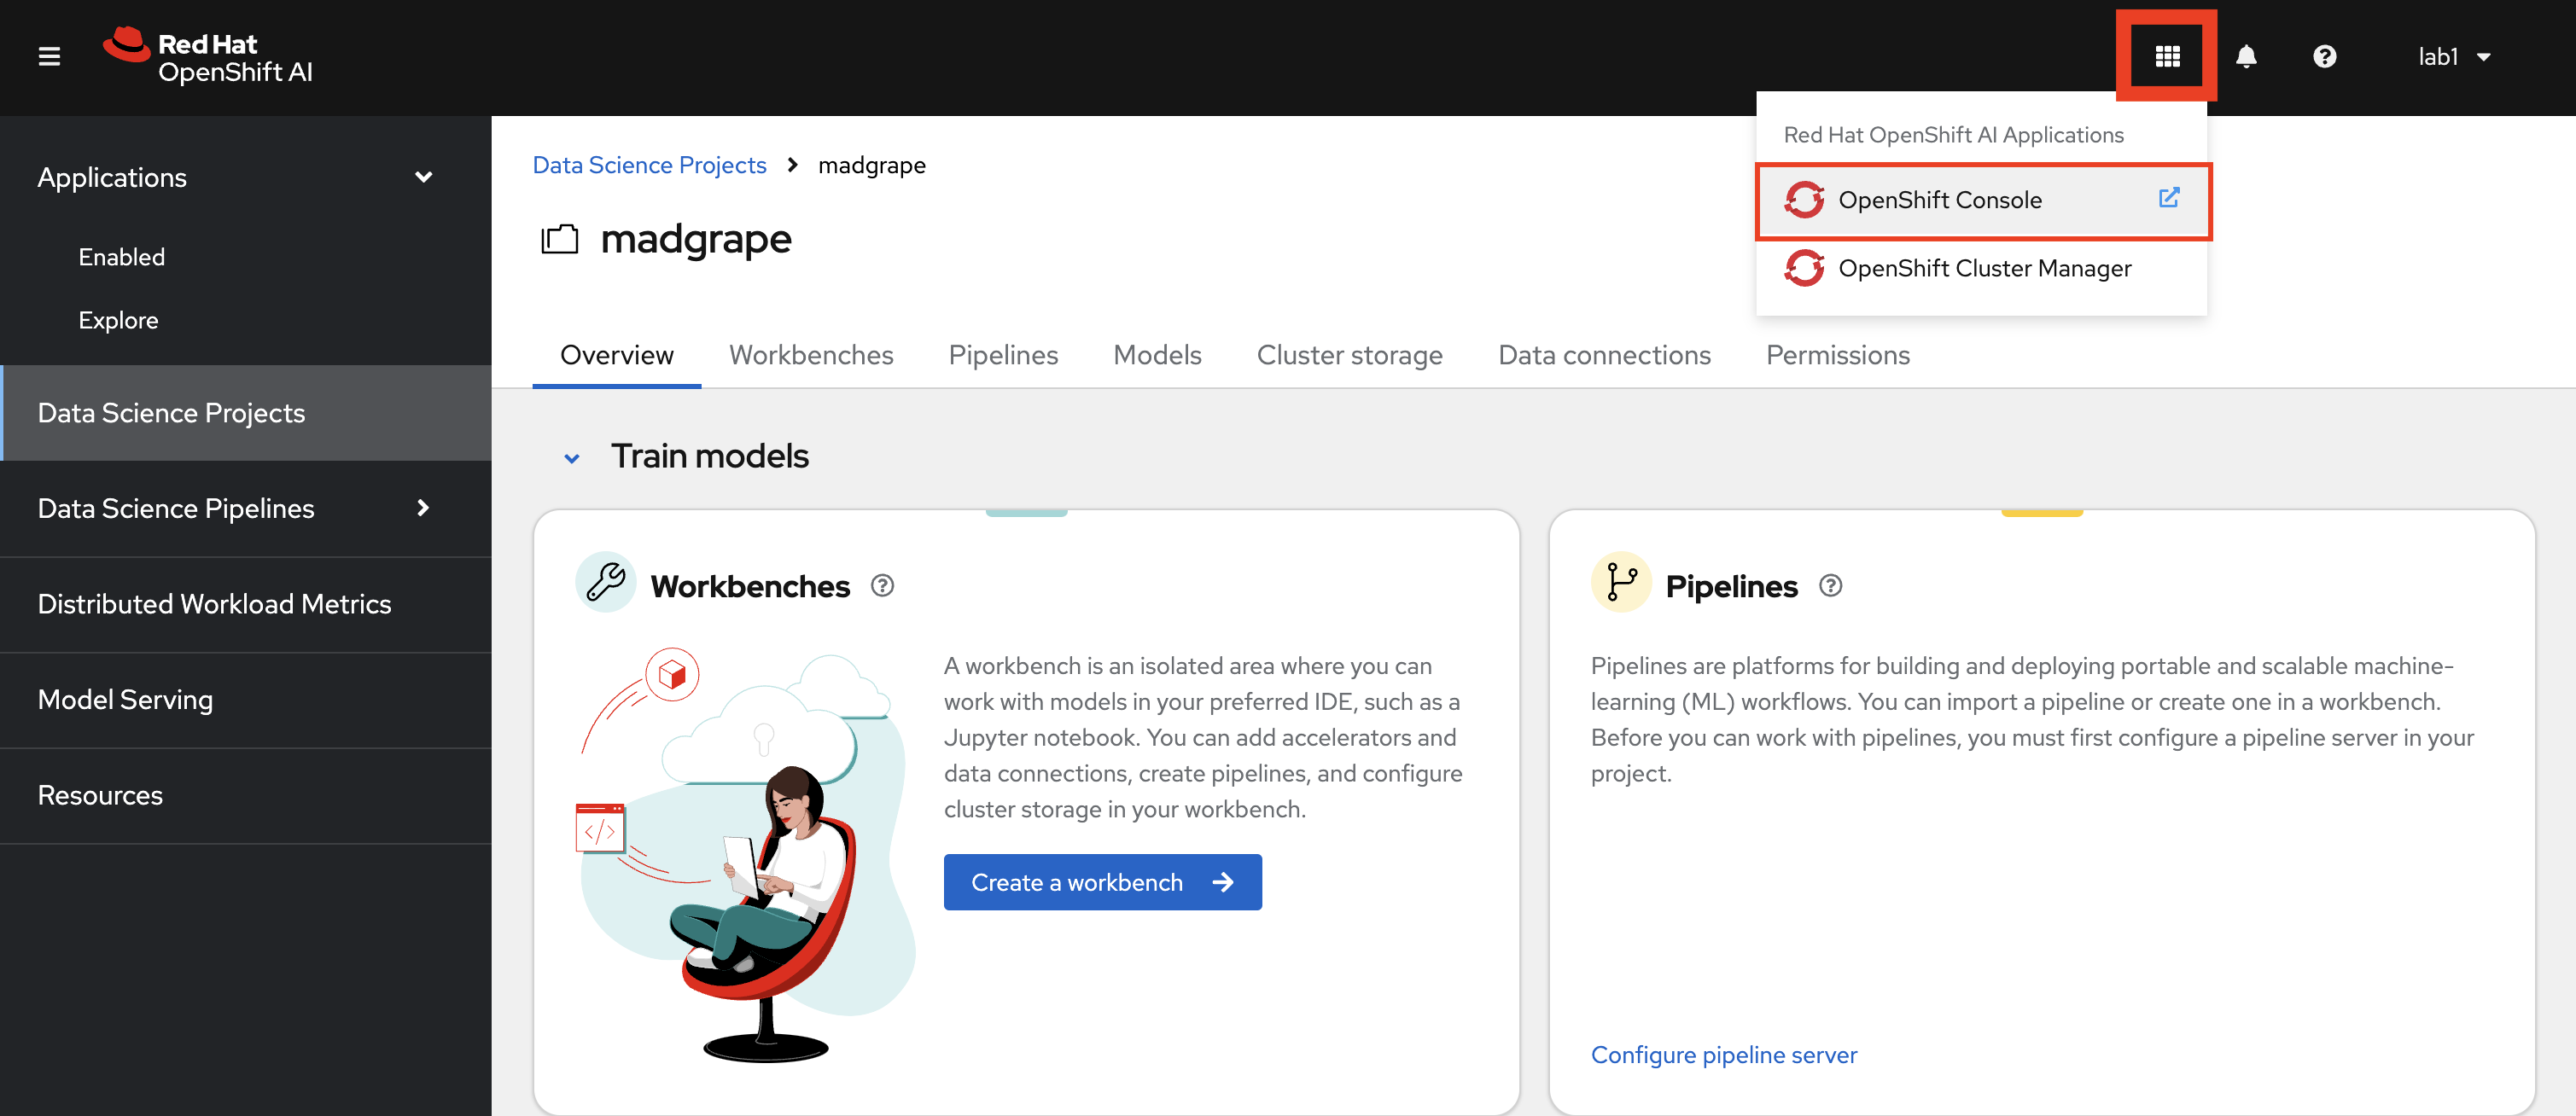 Red Hat
OpenShift AI
lab1
Red Hat OpenShift AI Applications
OpenShift Console
OpenShift Cluster Manager
Applications
Enabled
Explore
Data Science Projects
Data Science Pipelines
Distributed Workload Metrics
Model Serving
Resources
Data Science Projects > madgrape
madgrape
Overview Workbenches Pipelines Models Cluster storage Data connections Permissions
Train models
Workbenches
A workbench is an isolated area where you can
work with models in your preferred IDE, such as a
Jupyter notebook. You can add accelerators and
data connections, create pipelines, and configure
cluster storage in your workbench.
Create a workbench
Pipelines
Pipelines are platforms for building and deploying portable and scalable machine-
learning (ML) workflows. You can import a pipeline or create one in a workbench.
Before you can work with pipelines, you must first configure a pipeline server in your
project.
Configure pipeline server